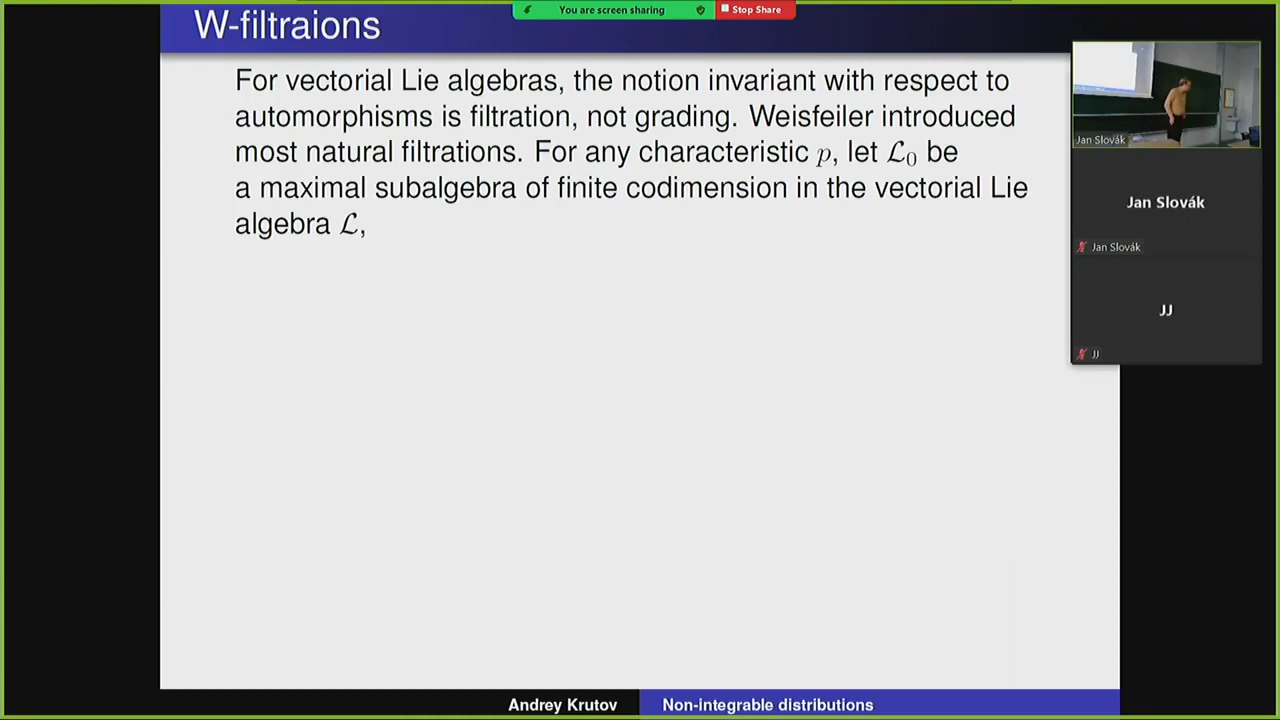 You are screen sharing
Stop Share
W-filtraions
For vectorial Lie algebras, the notion invariant with respect to
automorphisms is filtration, not grading. Weisfeiler introduced
most natural filtrations. For any characteristic p, let ℒ₀ be
a maximal subalgebra of finite codimension in the vectorial Lie
algebra ℒ,
Jan Slovák
Jan Slovák
Jan Slovák
JJ
JJ
Andrey Krutov
Non-integrable distributions